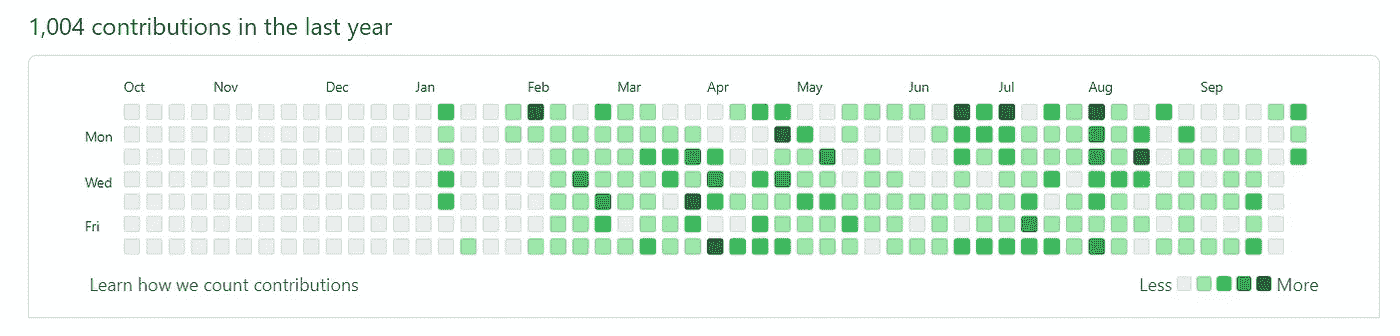 1,004 contributions in the last year
Oct Nov Dec Jan Feb Mar Apr May Jun Jul Aug Sep
Mon
Wed
Fri
Learn how we count contributions
Less More